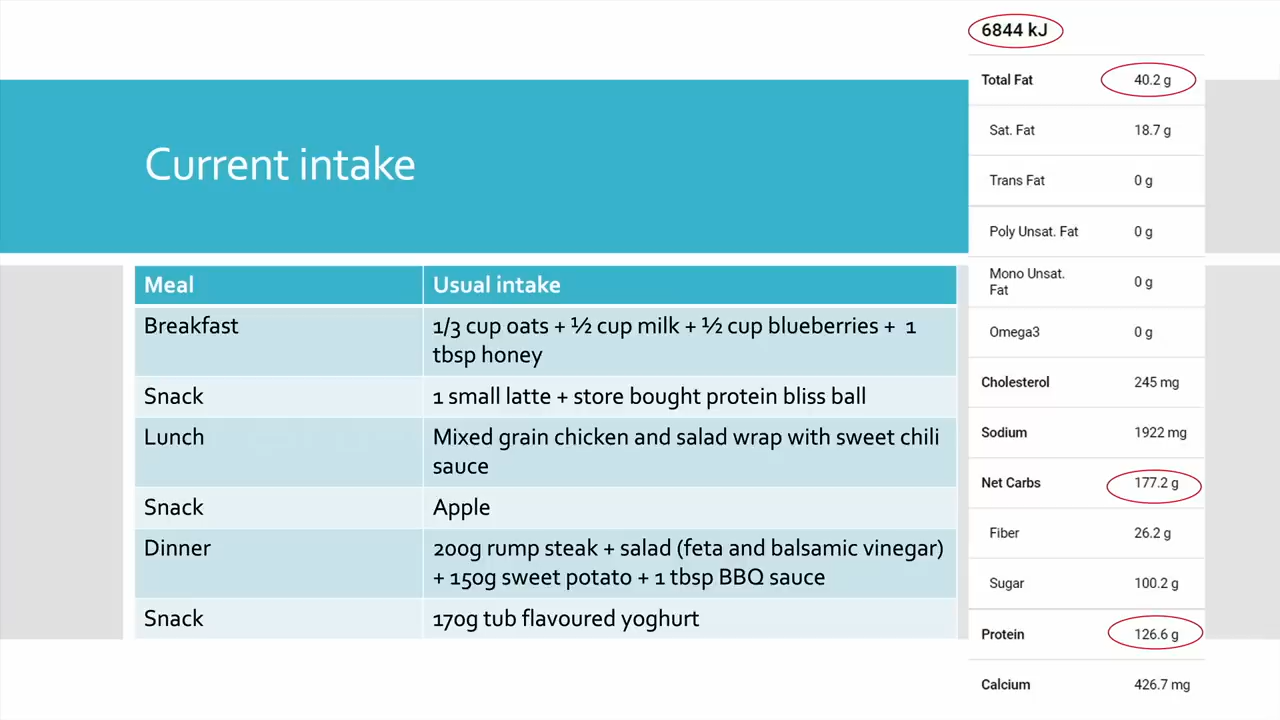 6844 kJ
Total Fat 40.2 g
Sat. Fat 18.7 g
Trans Fat 0 g
Poly Unsat. Fat 0 g
Mono Unsat.
Fat 0 g
Omega3 0 g
Cholesterol 245 mg
Sodium 1922 mg
Net Carbs 177.2 g
Fiber 26.2 g
Sugar 100.2 g
Protein 126.6 g
Calcium 426.7 mg
Current intake
Meal Usual intake
Breakfast 1/3 cup oats + ½ cup milk + ½ cup blueberries + 1
tbsp honey
Snack 1 small latte + store bought protein bliss ball
Lunch Mixed grain chicken and salad wrap with sweet chili
sauce
Snack Apple
Dinner 200g rump steak + salad (feta and balsamic vinegar)
+ 150g sweet potato + 1 tbsp BBQ sauce
Snack 170g tub flavoured yoghurt